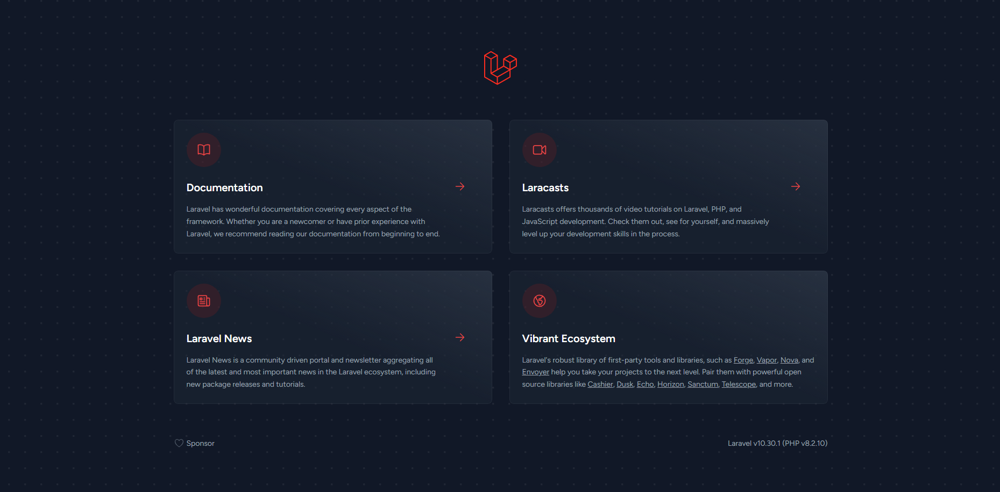 Documentation
Laravel has wonderful documentation covering every aspect of the
framework. Whether you are a newcomer or have prior experience with
Laravel, we recommend reading our documentation from beginning to end.
Laracasts
Laracasts offers thousands of video tutorials on Laravel, PHP, and
JavaScript development. Check them out, see for yourself, and massively
level up your development skills in the process.
Laravel News
Laravel News is a community driven portal and newsletter aggregating all
of the latest and most important news in the Laravel ecosystem, including
new package releases and tutorials.
Vibrant Ecosystem
Laravel's robust library of first-party tools and libraries, such as Forge, Vapor, Nova, and
Envoyer help you take your projects to the next level. Pair them with powerful open
source libraries like Cashier, Dusk, Echo, Horizon, Sanctum, Telescope, and more.
Sponsor
Laravel v10.30.1 (PHP v8.2.10)